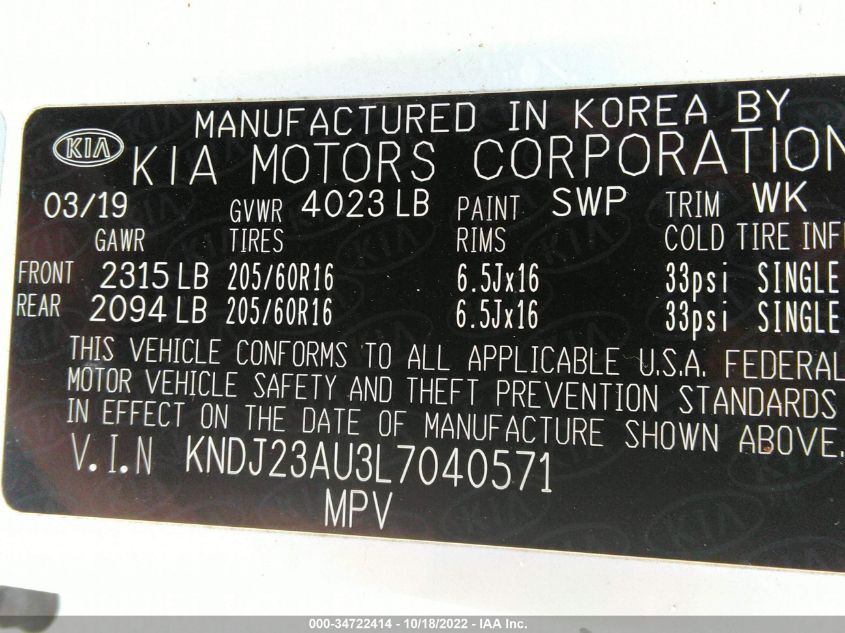 MANUFACTURED IN KOREA BY
KIA KIA MOTORS CORPORATION
03/19 GVWR 4023 LB PAINT SWP TRIM WK
GAWR TIRES RIMS COLD TIRE INFL
FRONT 2315 LB 205/60R16 6.5Jx16 33psi SINGLE
REAR 2094 LB 205/60R16 6.5Jx16 33psi SINGLE
THIS VEHICLE CONFORMS TO ALL APPLICABLE U.S.A. FEDERAL
MOTOR VEHICLE SAFETY AND THEFT PREVENTION STANDARDS
IN EFFECT ON THE DATE OF MANUFACTURE SHOWN ABOVE.
V.I.N KNDJ23AU3L7040571
MPV
000-34722414 - 10/18/2022 - IAA Inc.